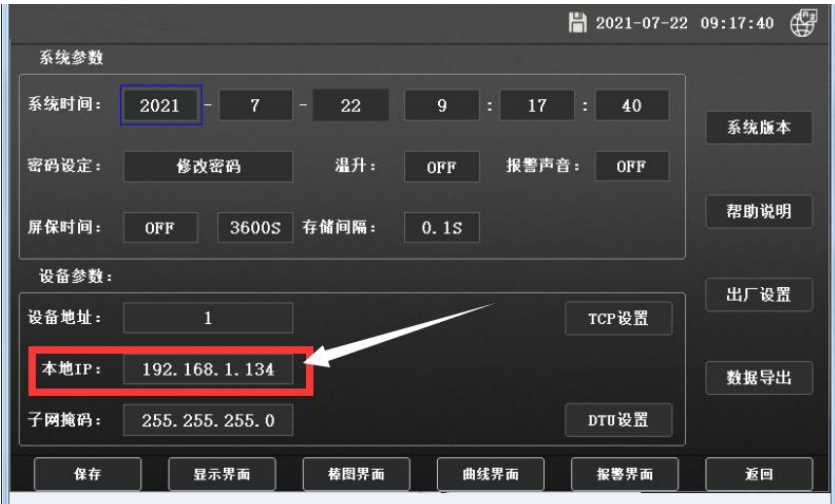 2021-07-22 09:17:40
系统参数
系统时间： 2021 - 7 - 22 9 : 17 : 40
系统版本
密码设定： 修改密码 温升： OFF 报警声音： OFF
帮助说明
屏保时间： OFF 3600S 存储间隔： 0.1S
设备参数：
出厂设置
设备地址： 1 TCP设置
本地IP： 192.168.1.134
数据导出
子网掩码： 255.255.255.0 DTU设置
保存 显示界面 棒图界面 曲线界面 报警界面 返回